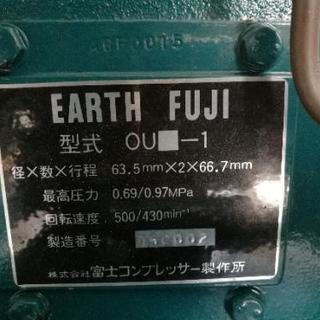 EARTH FUJI
型式 OU■-1
径×数×行程 63.5mm×2×66.7mm
最高圧力 0.69/0.97MPa
回転速度 500/430min⁻¹
製造番号
株式会社富士コンプレッサー製作所